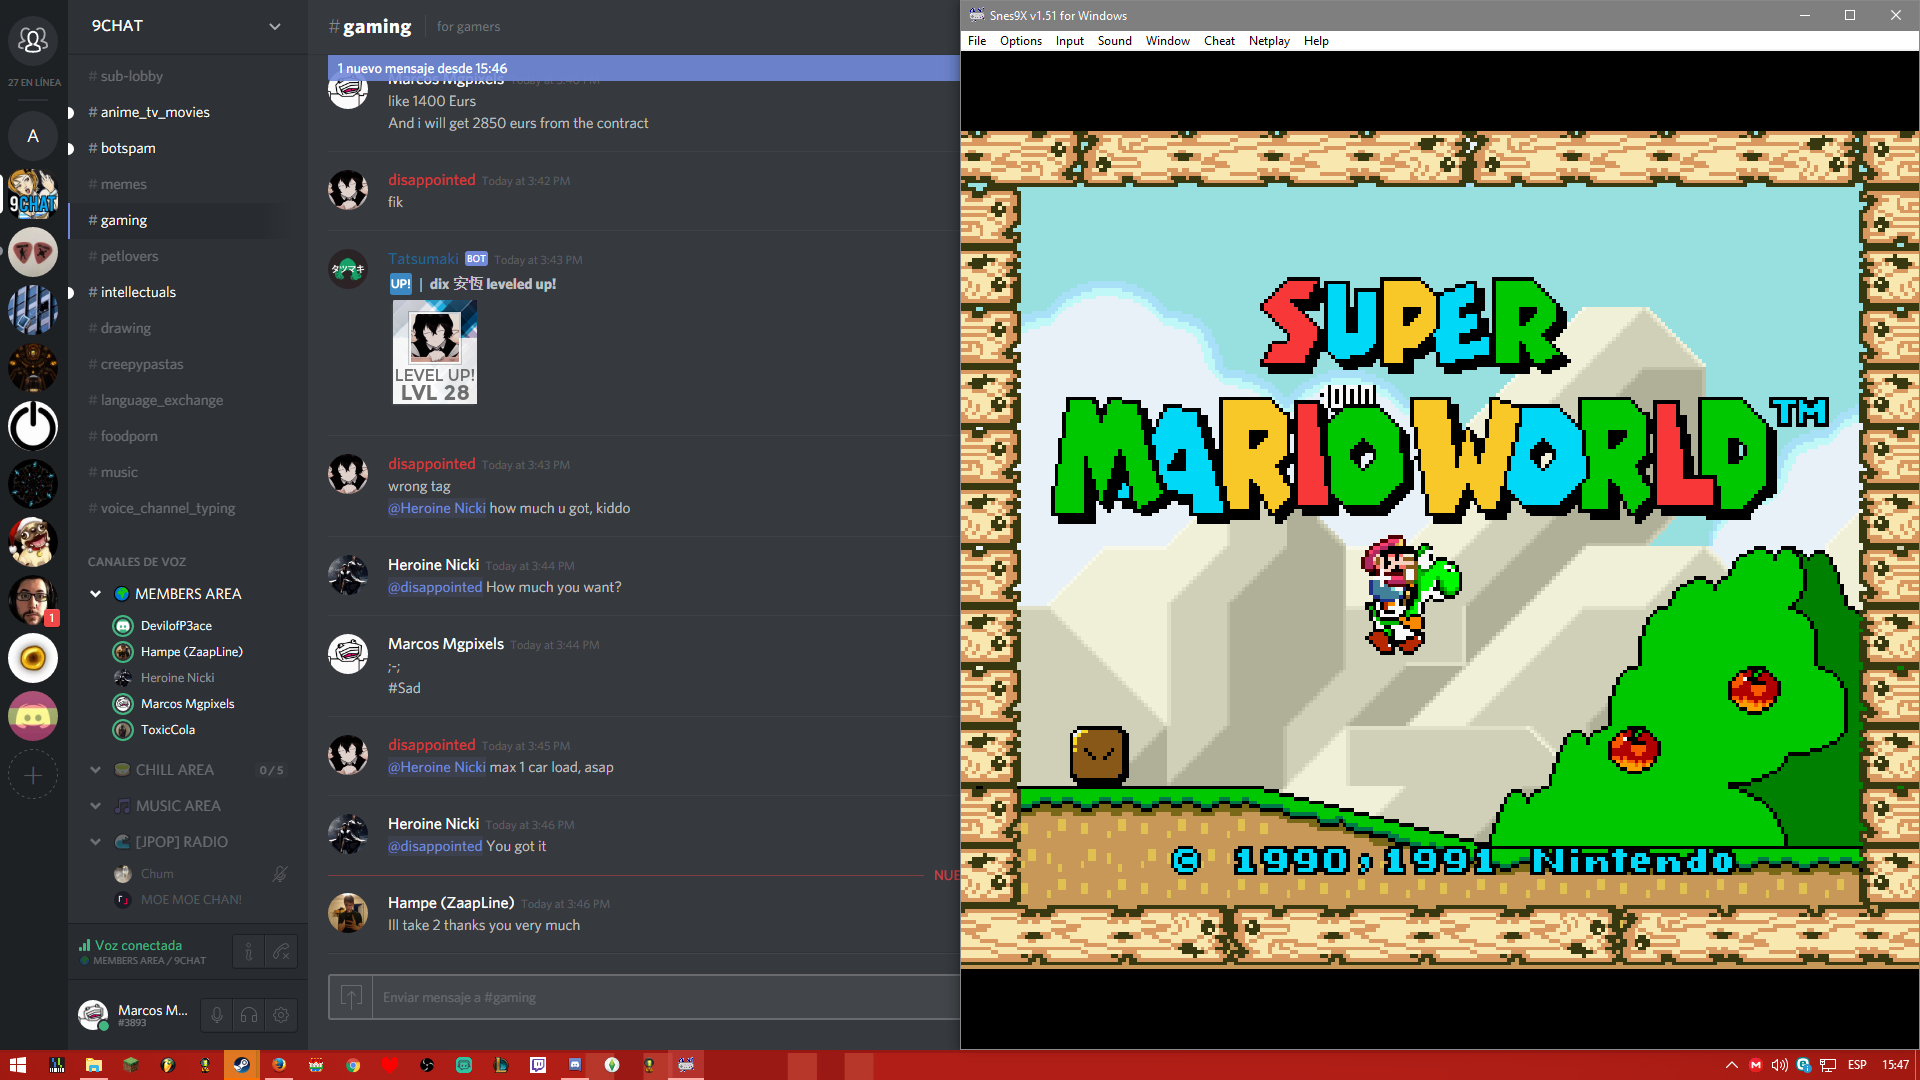 27 EN LÍNEA
A
9CHAT
1
9CHAT
# sub-lobby
# anime_tv_movies
# botspam
# memes
# gaming
# petlovers
# intellectuals
# drawing
# creepypastas
# language_exchange
# foodporn
# music
# voice_channel_typing
CANALES DE VOZ
MEMBERS AREA
DevilofP3ace
Hampe (ZaapLine)
Heroine Nicki
Marcos Mgpixels
ToxicCola
CHILL AREA 0/5
MUSIC AREA
[JPOP] RADIO
Chum
MOE MOE CHAN!
Voz conectada
MEMBERS AREA / 9CHAT
Marcos M...
#3893
# gaming for gamers
1 nuevo mensaje desde 15:46
Marcos Mgpixels Today at 3:40 PM
like 1400 Eurs
And i will get 2850 eurs from the contract
disappointed Today at 3:42 PM
fik
タツマキ
Tatsumaki BOT Today at 3:43 PM
UP! | dix 安恆 leveled up!
LEVEL UP!
LVL 28
disappointed Today at 3:43 PM
wrong tag
@Heroine Nicki how much u got, kiddo
Heroine Nicki Today at 3:44 PM
@disappointed How much you want?
Marcos Mgpixels Today at 3:44 PM
;-;
#Sad
disappointed Today at 3:45 PM
@Heroine Nicki max 1 car load, asap
Heroine Nicki Today at 3:46 PM
@disappointed You got it
NUE
Hampe (ZaapLine) Today at 3:46 PM
Ill take 2 thanks you very much
Enviar mensaje a #gaming
Snes9X v1.51 for Windows
File Options Input Sound Window Cheat Netplay Help
SUPER
MARIO WORLD TM
© 1990,1991 Nintendo
ESP 15:47